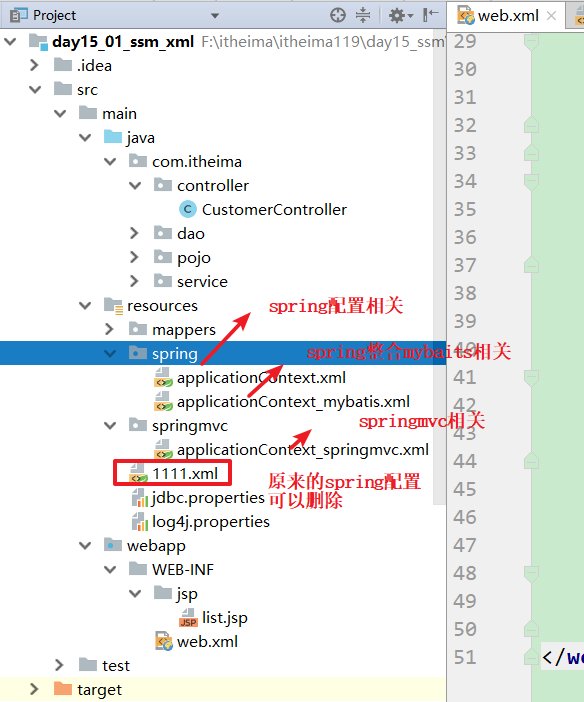 Project
web.xml
day15_01_ssm_xml F:\itheima\itheima119\day15_ssm
.idea
src
main
java
com.itheima
controller
CustomerController
dao
pojo
service
resources
spring配置相关
mappers
spring
spring整合mybaits相关
applicationContext.xml
applicationContext_mybatis.xml
springmvc
springmvc相关
applicationContext_springmvc.xml
1111.xml
原来的spring配置
可以删除
jdbc.properties
log4j.properties
webapp
WEB-INF
jsp
list.jsp
web.xml
test
target
29
30
31
32
33
34
35
36
37
38
39
41
42
43
44
45
46
47
48
49
50
51
</we